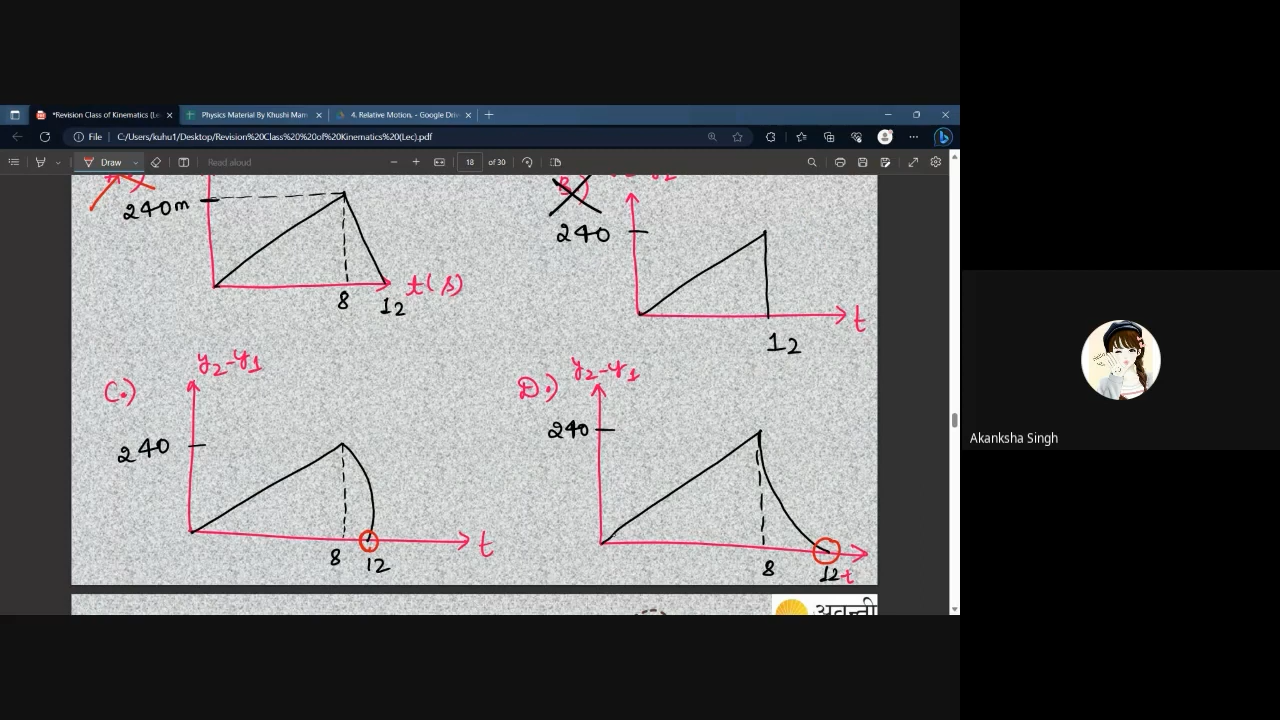 *Revision Class of Kinematics (Le
Physics Material By Khushi Mam
4. Relative Motion. - Google Dri
File
C:/Users/kuhu1/Desktop/Revision%20Class%20%20of%20Kinematics%20(Lec).pdf
Draw
Read aloud
18 of 30
240m
8
12
t(s)
B.)
240
12
t
C.)
y₂-y₁
240
8
12
t
D.)
y₂-y₁
240
8
12
t
Akanksha Singh